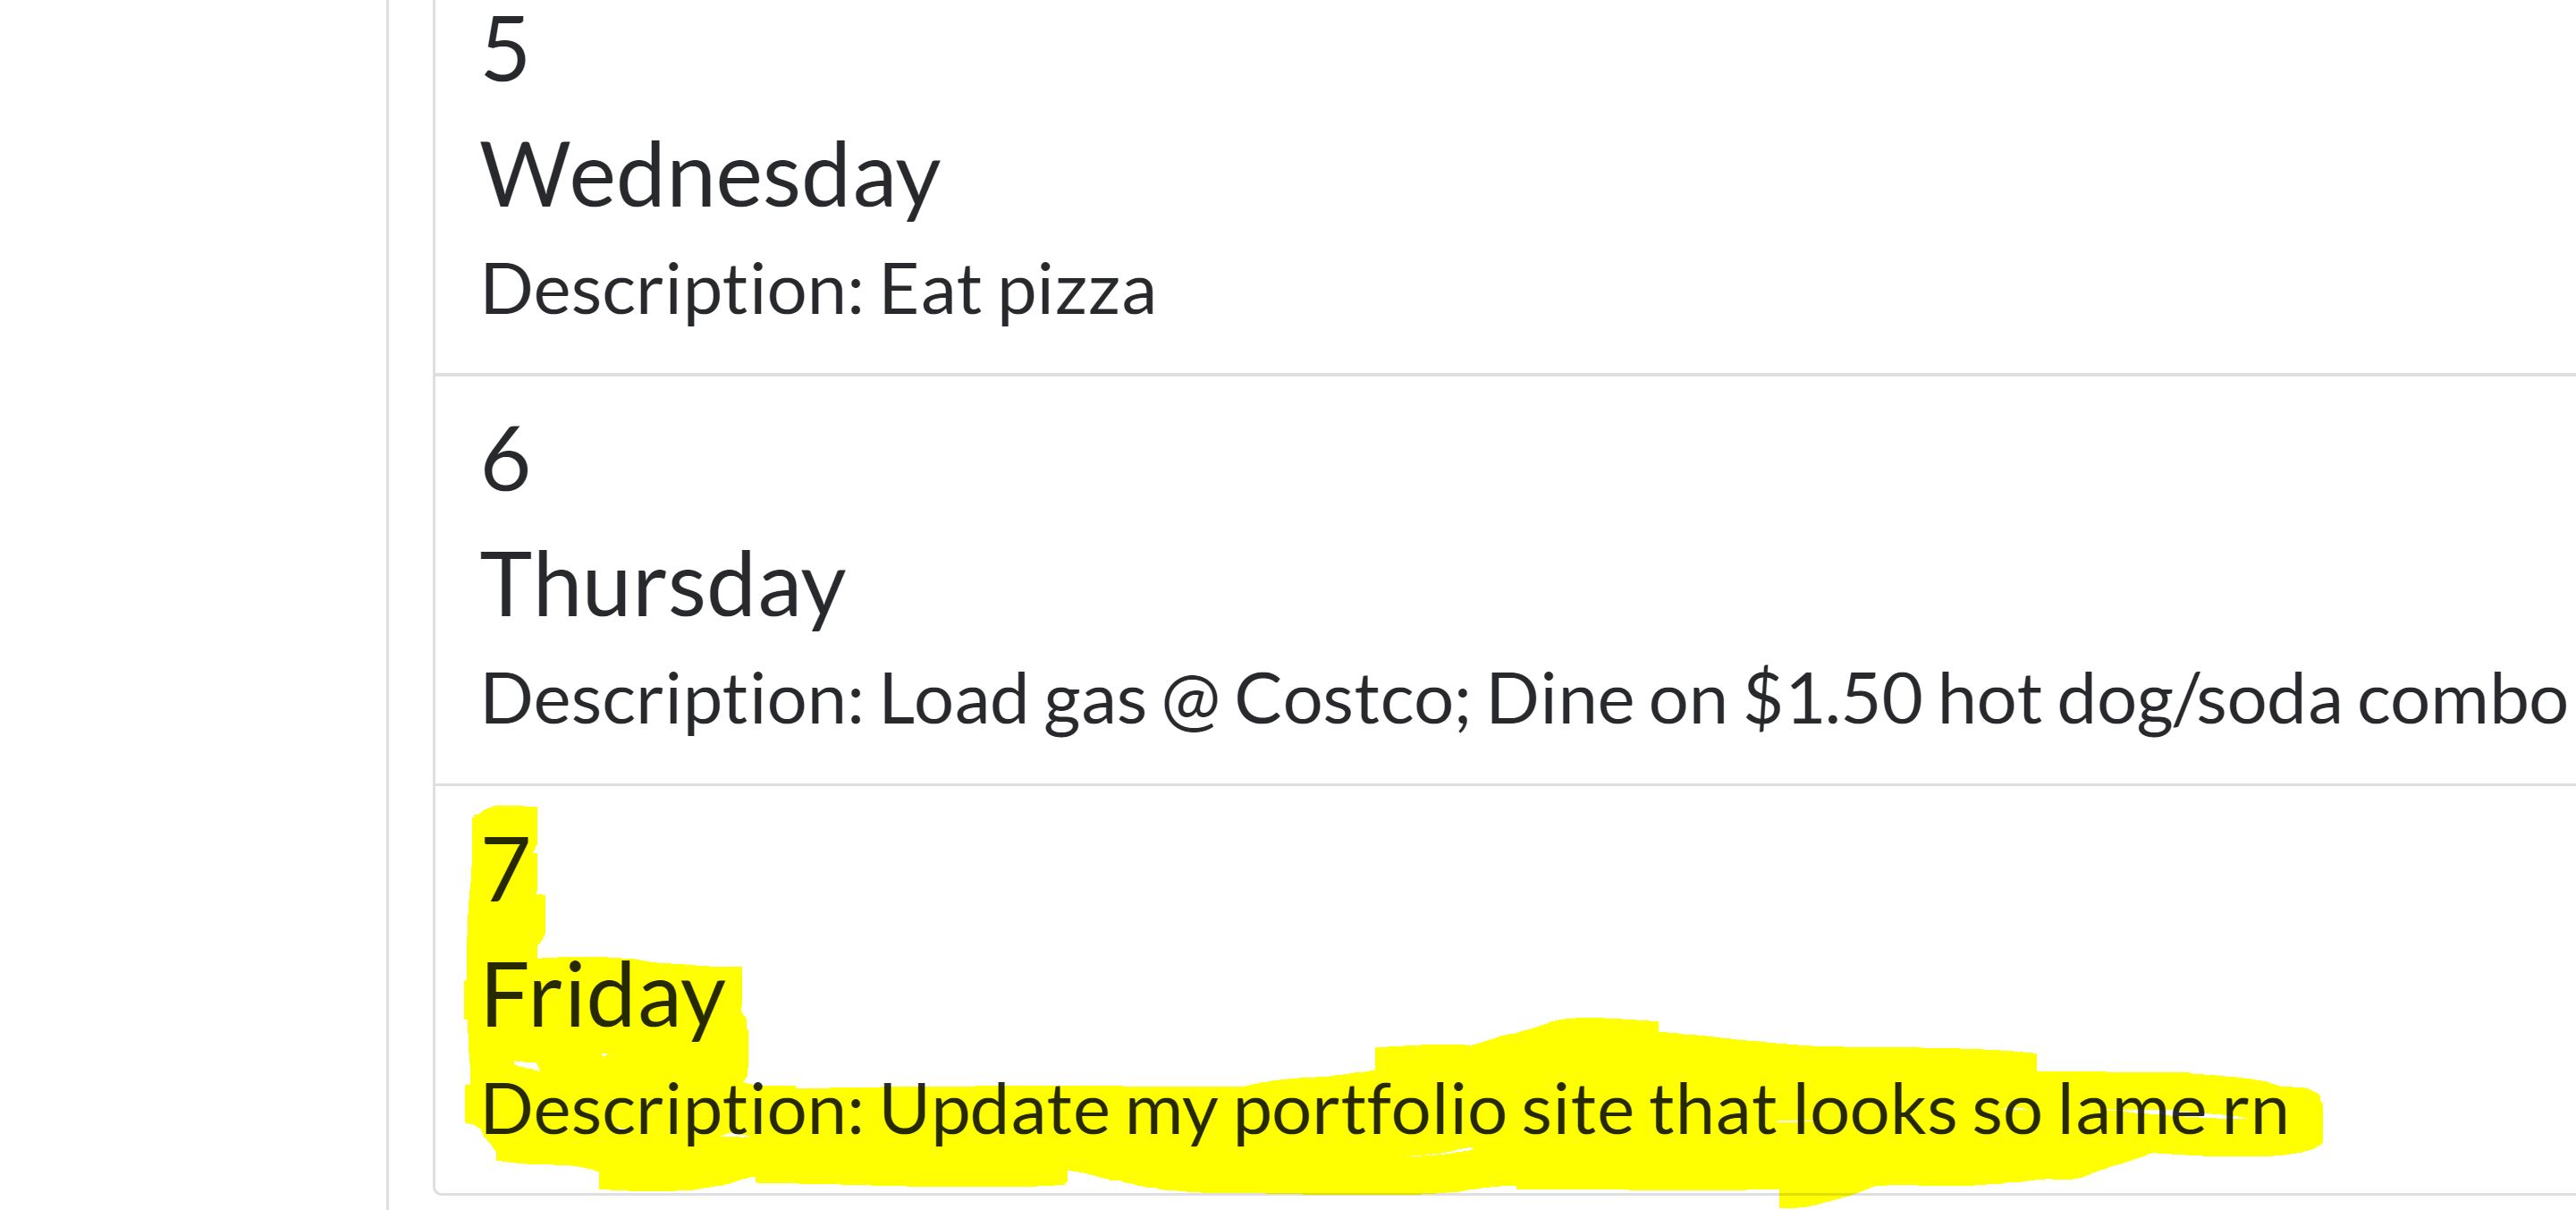 5
Wednesday
Description: Eat pizza
6
Thursday
Description: Load gas @ Costco; Dine on $1.50 hot dog/soda combo
7
Friday
Description: Update my portfolio site that looks so lame rn